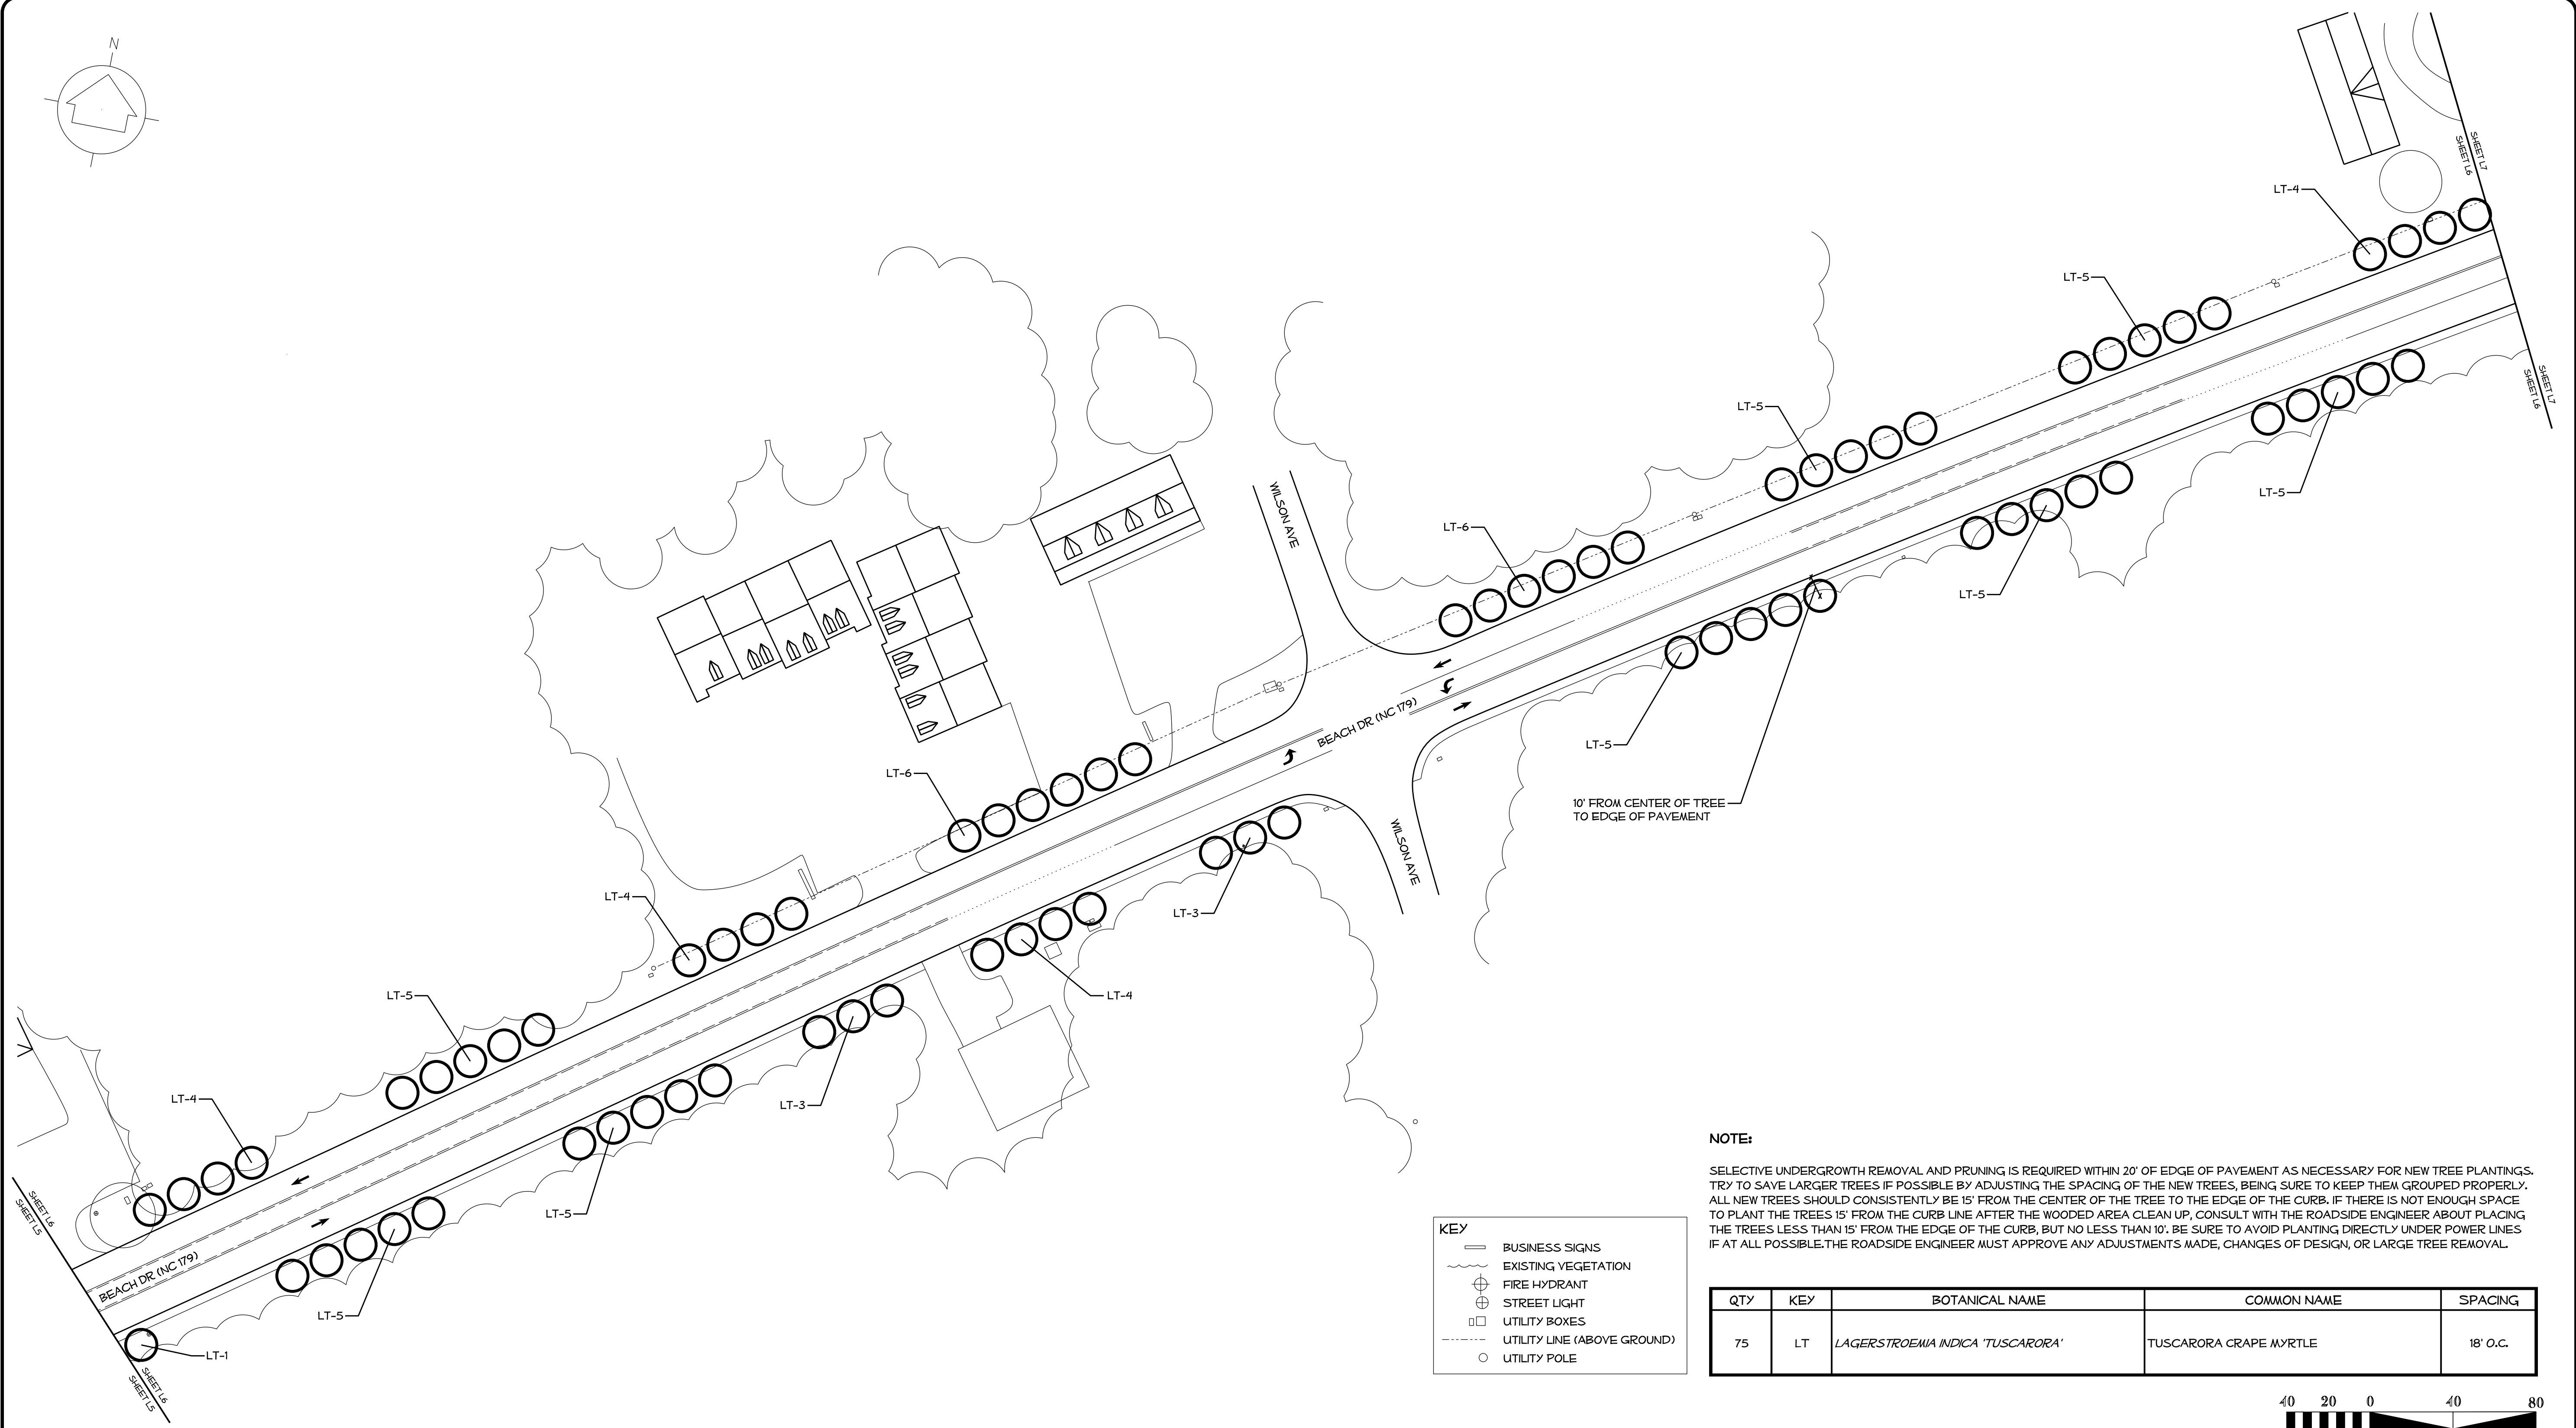 N
SHEET L7
SHEET L6
LT-4
LT-5
LT-5
LT-6
WILSON AVE
SHEET L7
SHEET L6
LT-5
LT-5
LT-5
BEACH DR (NC 179)
10' FROM CENTER OF TREE
TO EDGE OF PAVEMENT
LT-6
WILSON AVE
LT-4
LT-3
LT-5
LT-4
LT-4
LT-3
LT-5
SHEET L6
SHEET L5
BEACH DR (NC 179)
LT-5
LT-1
SHEET L6
SHEET L5
NOTE:
SELECTIVE UNDERGROWTH REMOVAL AND PRUNING IS REQUIRED WITHIN 20' OF EDGE OF PAVEMENT AS NECESSARY FOR NEW TREE PLANTINGS.
TRY TO SAVE LARGER TREES IF POSSIBLE BY ADJUSTING THE SPACING OF THE NEW TREES, BEING SURE TO KEEP THEM GROUPED PROPERLY.
ALL NEW TREES SHOULD CONSISTENTLY BE 15' FROM THE CENTER OF THE TREE TO THE EDGE OF THE CURB. IF THERE IS NOT ENOUGH SPACE
TO PLANT THE TREES 15' FROM THE CURB LINE AFTER THE WOODED AREA CLEAN UP, CONSULT WITH THE ROADSIDE ENGINEER ABOUT PLACING
THE TREES LESS THAN 15' FROM THE EDGE OF THE CURB, BUT NO LESS THAN 10'. BE SURE TO AVOID PLANTING DIRECTLY UNDER POWER LINES
IF AT ALL POSSIBLE.THE ROADSIDE ENGINEER MUST APPROVE ANY ADJUSTMENTS MADE, CHANGES OF DESIGN, OR LARGE TREE REMOVAL.
KEY
BUSINESS SIGNS
EXISTING VEGETATION
FIRE HYDRANT
STREET LIGHT
UTILITY BOXES
UTILITY LINE (ABOVE GROUND)
UTILITY POLE
QTY KEY BOTANICAL NAME COMMON NAME SPACING
75 LT LAGERSTROEMIA INDICA 'TUSCARORA' TUSCARORA CRAPE MYRTLE 18' O.C.
40 20 0 40 80